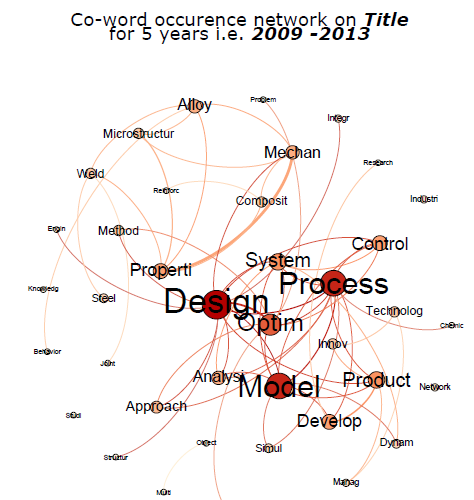 Co-word occurence network on Title
for 5 years i.e. 2009 -2013
Alloy
Problem
Integr
Microstructur
Mechan
Research
Weld
Reinforc
Composit
Industri
Engin
Method
Control
System
Properti
Process
Knowledg
Steel
Design
Technolog
Optim
Chemic
Innov
Behavior
Joint
Analysi
Model
Product
Network
Approach
Studi
Develop
Object
Simul
Dynam
Structur
Manag
Multi